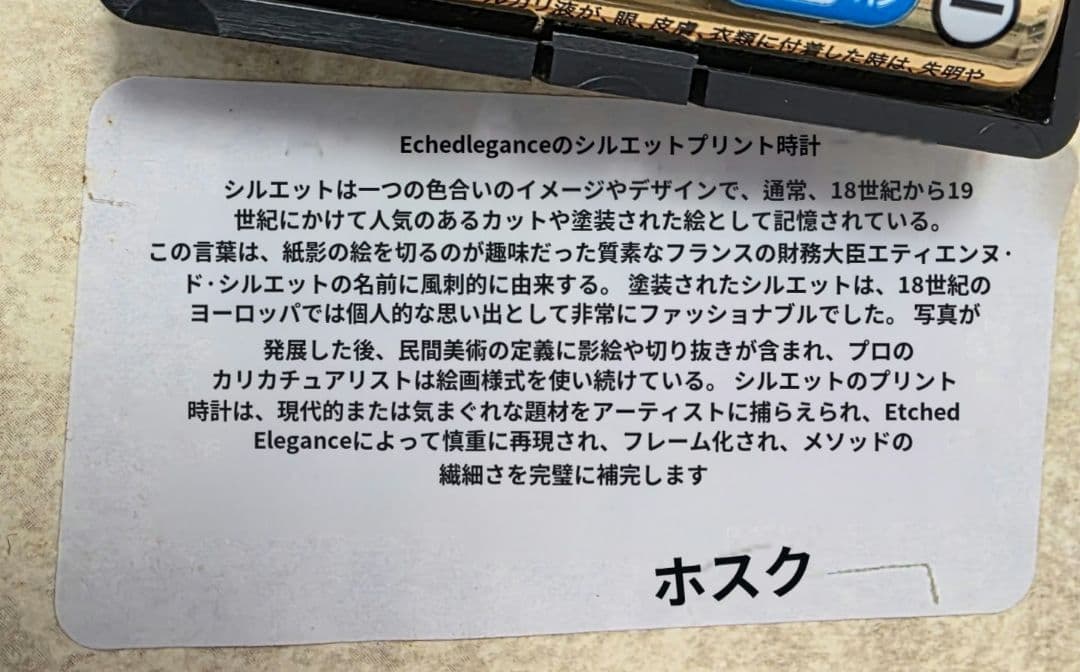 ルカリ液が、眼、皮膚、衣類に付着した時は、失明や
Echedleganceのシルエットプリント時計
シルエットは一つの色合いのイメージやデザインで、通常、18世紀から19
世紀にかけて人気のあるカットや塗装された絵として記憶されている。
この言葉は、紙影の絵を切るのが趣味だった質素なフランスの財務大臣エティエンヌ·
ド·シルエットの名前に風刺的に由来する。 塗装されたシルエットは、18世紀の
ヨーロッパでは個人的な思い出として非常にファッショナブルでした。 写真が
発展した後、民間美術の定義に影絵や切り抜きが含まれ、プロの
カリカチュアリストは絵画様式を使い続けている。 シルエットのプリント
時計は、現代的または気まぐれな題材をアーティストに捕らえられ、Etched
Eleganceによって慎重に再現され、フレーム化され、メソッドの
繊細さを完璧に補完します
ホスク